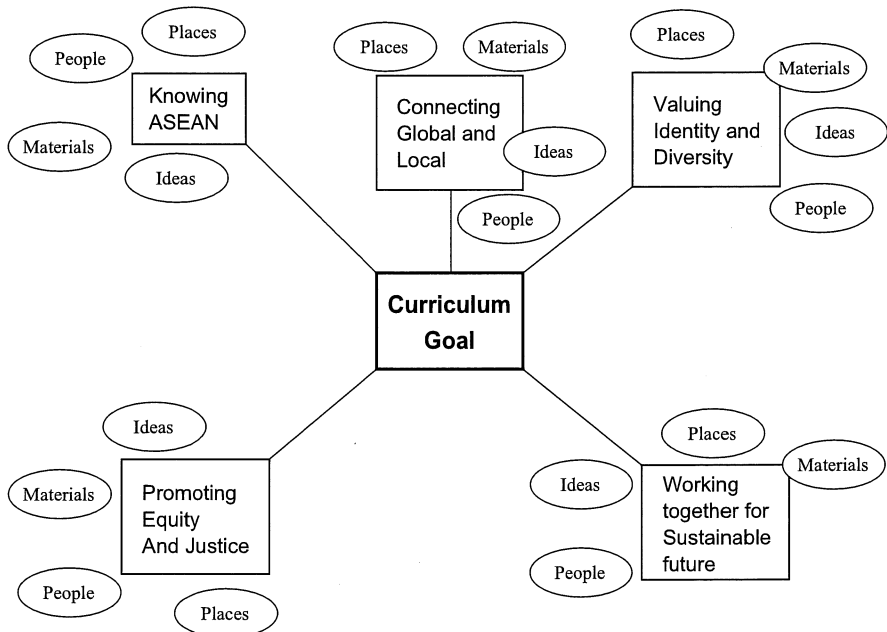 Places
People
Knowing
ASEAN
Materials
Ideas
Places
Materials
Connecting
Global and
Local
Ideas
People
Places
Materials
Valuing
Identity and
Diversity
Ideas
People
Curriculum
Goal
Ideas
Materials
Promoting
Equity
And Justice
People
Places
Places
Materials
Ideas
Working
together for
Sustainable
future
People